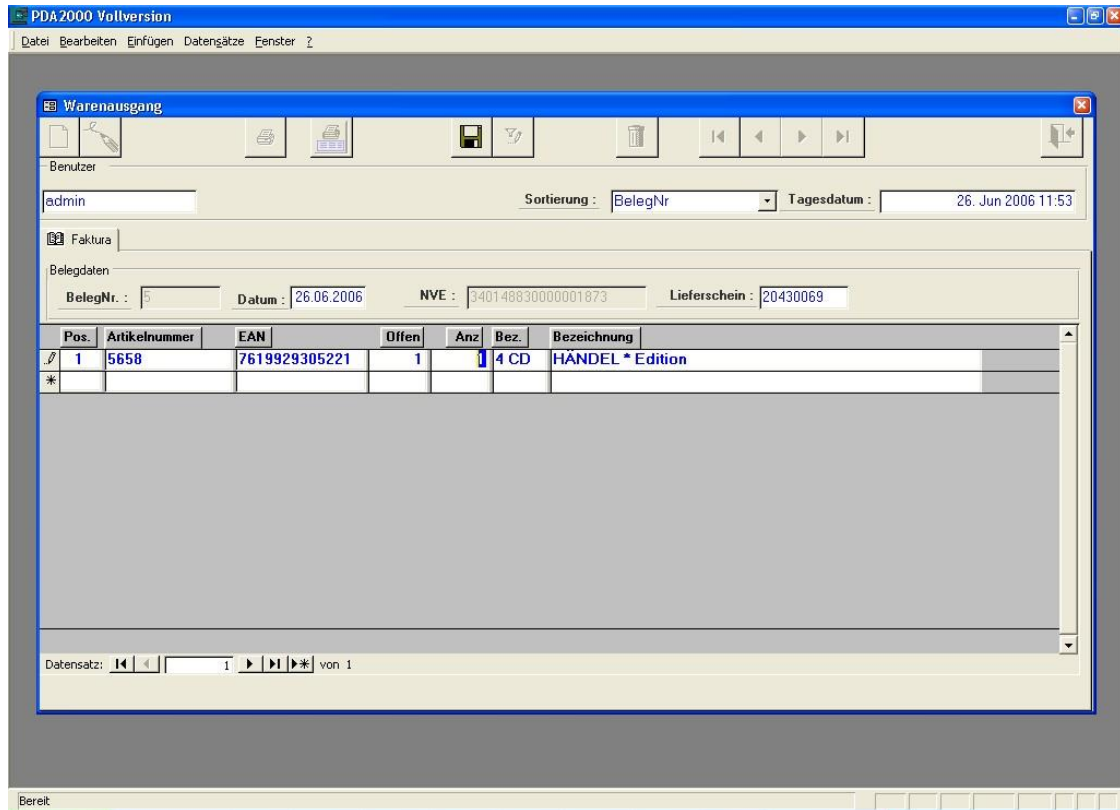 PDA2000 Vollversion
Datei Bearbeiten Einfügen Datensätze Fenster ?
Warenausgang
Benutzer
admin Sortierung : BelegNr Tagesdatum : 26. Jun 2006 11:53
Faktura
Belegdaten
BelegNr. : 5 Datum : 26.06.2006 NVE : 340148830000001873 Lieferschein : 20430069
Pos. Artikelnummer EAN Offen Anz Bez. Bezeichnung
1 5658 7619929305221 1 1 4 CD HÄNDEL * Edition
Datensatz: 1 von 1
Bereit